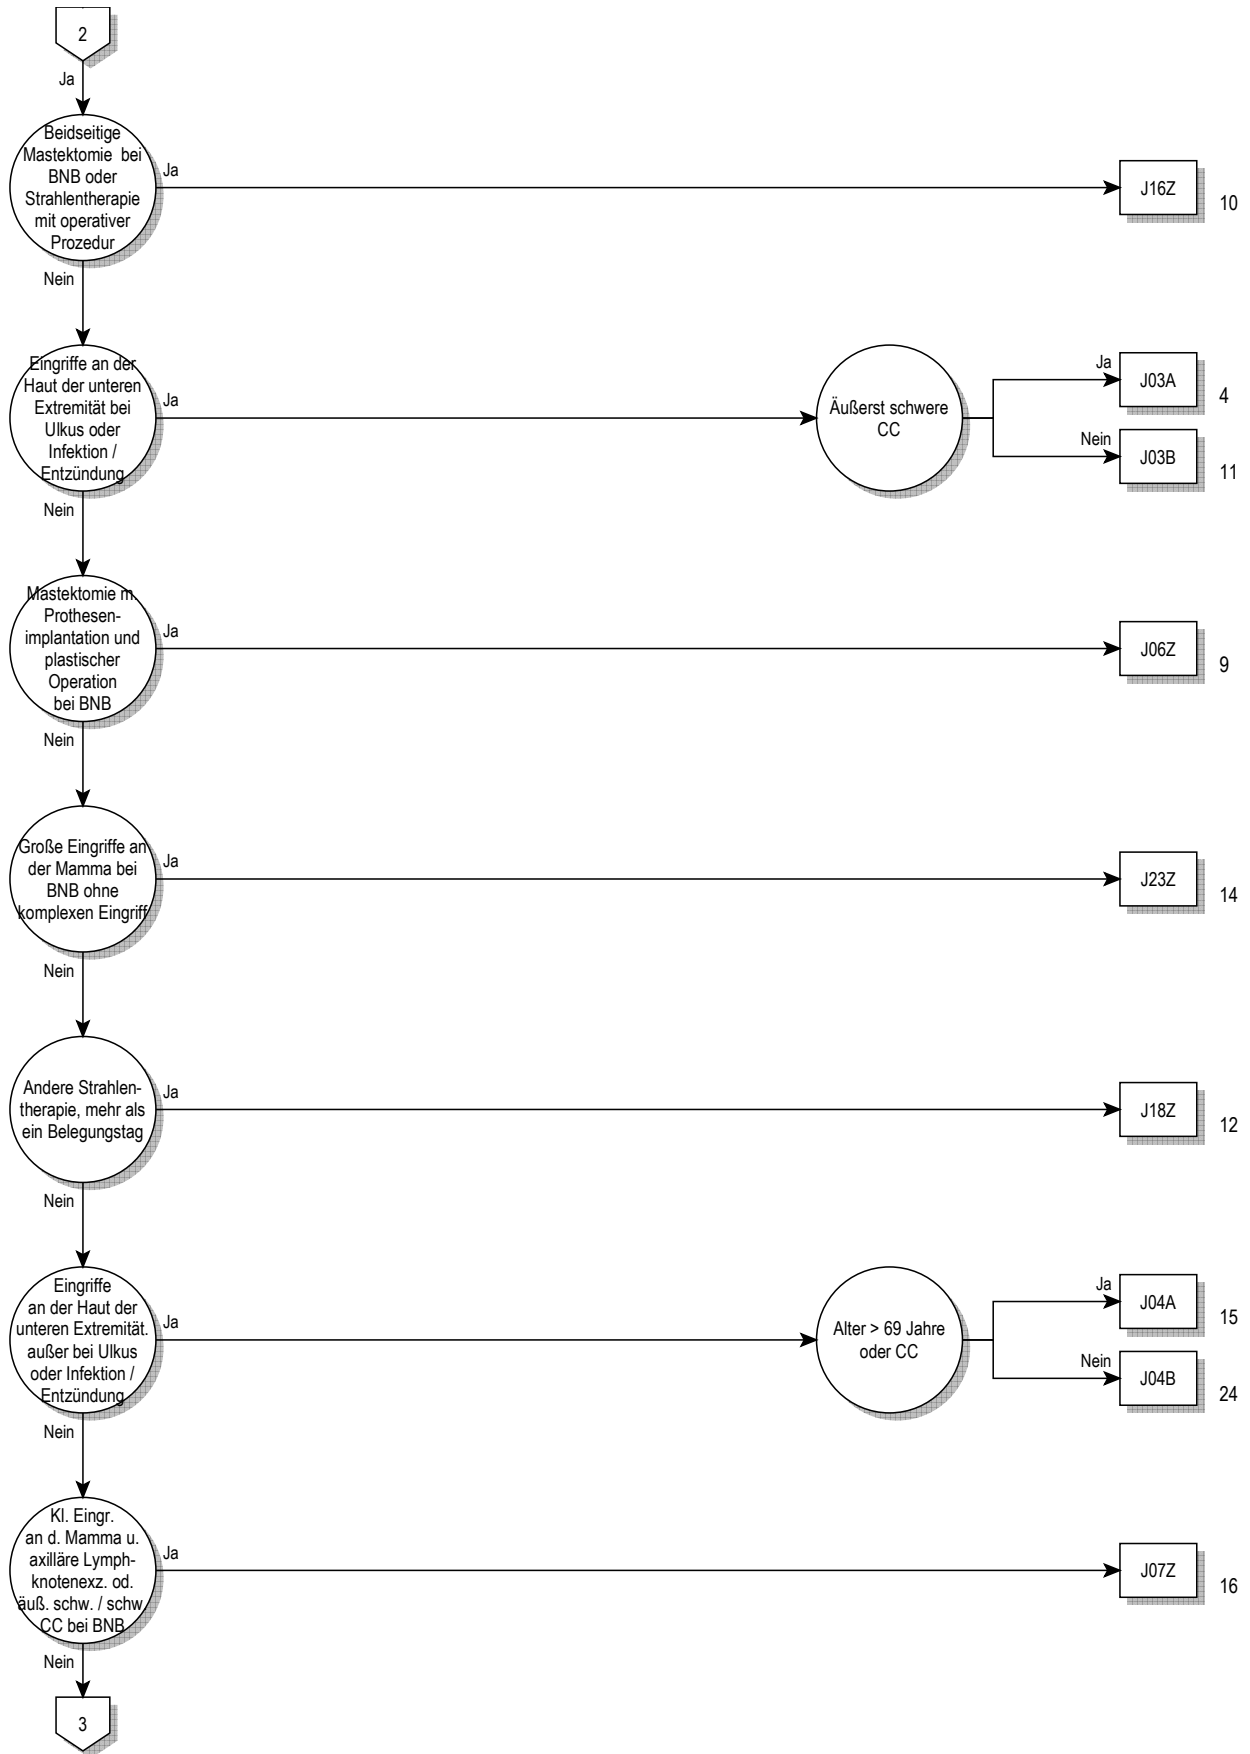 2
Ja
Beidseitige
Mastektomie bei
BNB oder
Strahlentherapie
mit operativer
Prozedur
Ja
J16Z
10
Nein
Eingriffe an der
Haut der unteren
Extremität bei
Ulkus oder
Infektion /
Entzündung
Ja
Äußerst schwere
CC
Ja
J03A
4
Nein
J03B
11
Nein
Mastektomie m.
Prothesen-
implantation und
plastischer
Operation
bei BNB
Ja
J06Z
9
Nein
Große Eingriffe an
der Mamma bei
BNB ohne
komplexen Eingriff
Ja
J23Z
14
Nein
Andere Strahlen-
therapie, mehr als
ein Belegungstag
Ja
J18Z
12
Nein
Eingriffe
an der Haut der
unteren Extremität.
außer bei Ulkus
oder Infektion /
Entzündung
Ja
Alter > 69 Jahre
oder CC
Ja
J04A
15
Nein
J04B
24
Nein
Kl. Eingr.
an d. Mamma u.
axilläre Lymph-
knotenexz. od.
äuß. schw. / schw.
CC bei BNB
Ja
J07Z
16
Nein
3